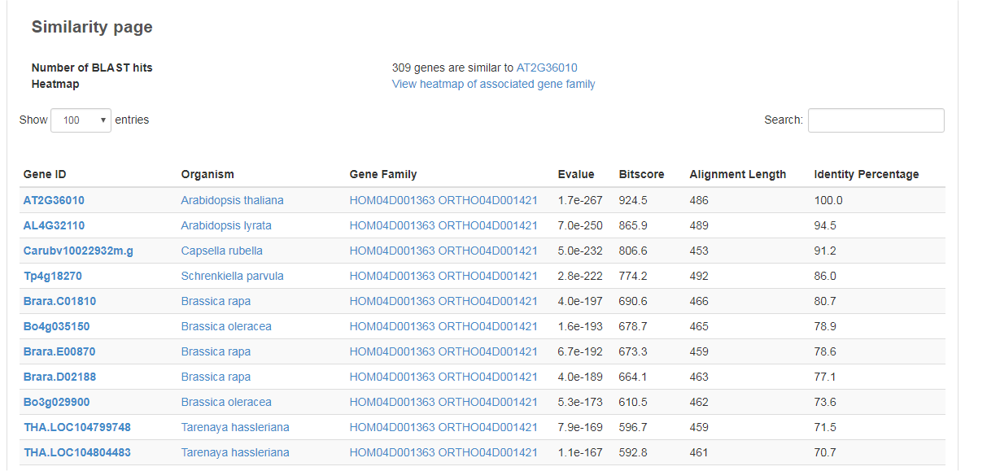 Similarity page
Number of BLAST hits 309 genes are similar to AT2G36010
Heatmap View heatmap of associated gene family
Show 100 entries Search:
Gene ID Organism Gene Family Evalue Bitscore Alignment Length Identity Percentage
AT2G36010 Arabidopsis thaliana HOM04D001363 ORTHO04D001421 1.7e-267 924.5 486 100.0
AL4G32110 Arabidopsis lyrata HOM04D001363 ORTHO04D001421 7.0e-250 865.9 489 94.5
Carubv10022932m.g Capsella rubella HOM04D001363 ORTHO04D001421 5.0e-232 806.6 453 91.2
Tp4g18270 Schrenkiella parvula HOM04D001363 ORTHO04D001421 2.8e-222 774.2 492 86.0
Brara.C01810 Brassica rapa HOM04D001363 ORTHO04D001421 4.0e-197 690.6 466 80.7
Bo4g035150 Brassica oleracea HOM04D001363 ORTHO04D001421 1.6e-193 678.7 465 78.9
Brara.E00870 Brassica rapa HOM04D001363 ORTHO04D001421 6.7e-192 673.3 459 78.6
Brara.D02188 Brassica rapa HOM04D001363 ORTHO04D001421 4.0e-189 664.1 463 77.1
Bo3g029900 Brassica oleracea HOM04D001363 ORTHO04D001421 5.3e-173 610.5 462 73.6
THA.LOC104799748 Tarenaya hassleriana HOM04D001363 ORTHO04D001421 7.9e-169 596.7 459 71.5
THA.LOC104804483 Tarenaya hassleriana HOM04D001363 ORTHO04D001421 1.1e-167 592.8 461 70.7